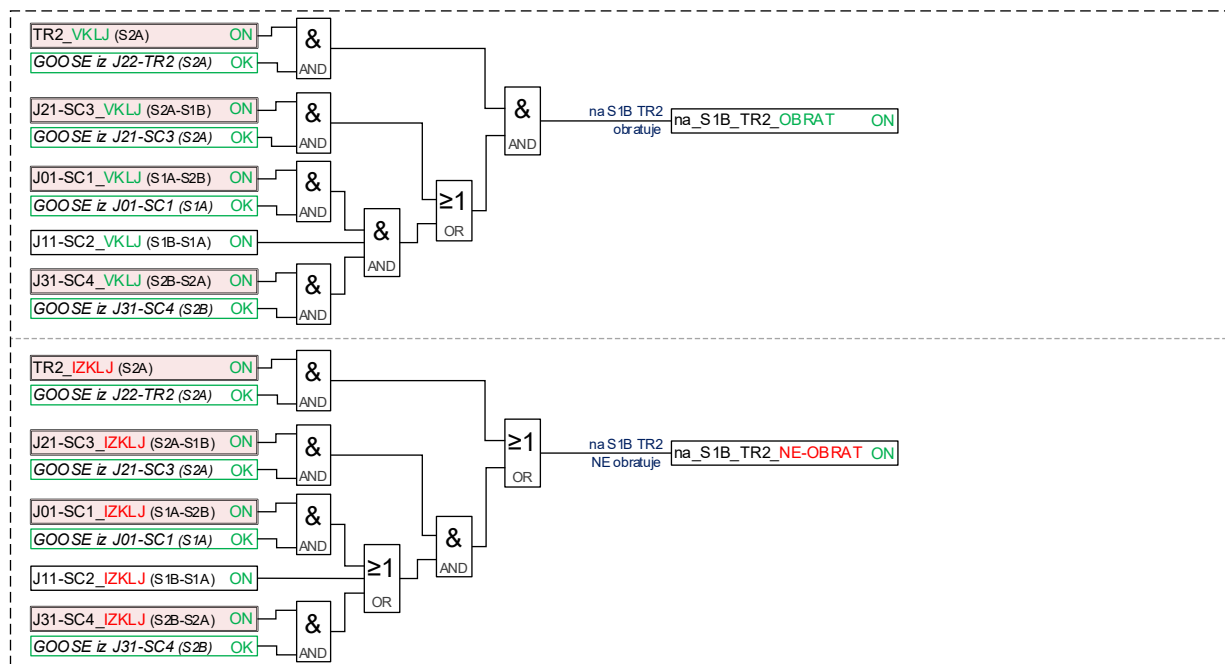 TR2_VKLJ (S2A) ON
GOOSE iz J22-TR2 (S2A) OK
&
AND
J21-SC3_VKLJ (S2A-S1B) ON
GOOSE iz J21-SC3 (S2A) OK
&
AND
J01-SC1_VKLJ (S1A-S2B) ON
GOOSE iz J01-SC1 (S1A) OK
&
AND
J11-SC2_VKLJ (S1B-S1A) ON
J31-SC4_VKLJ (S2B-S2A) ON
GOOSE iz J31-SC4 (S2B) OK
&
AND
&
AND
≥1
OR
&
AND
na S1B TR2
obratuje
na_S1B_TR2_OBRAT ON
TR2_IZKLJ (S2A) ON
GOOSE iz J22-TR2 (S2A) OK
&
AND
J21-SC3_IZKLJ (S2A-S1B) ON
GOOSE iz J21-SC3 (S2A) OK
&
AND
J01-SC1_IZKLJ (S1A-S2B) ON
GOOSE iz J01-SC1 (S1A) OK
&
AND
J11-SC2_IZKLJ (S1B-S1A) ON
J31-SC4_IZKLJ (S2B-S2A) ON
GOOSE iz J31-SC4 (S2B) OK
&
AND
≥1
OR
&
AND
≥1
OR
na S1B TR2
NE obratuje
na_S1B_TR2_NE-OBRAT ON